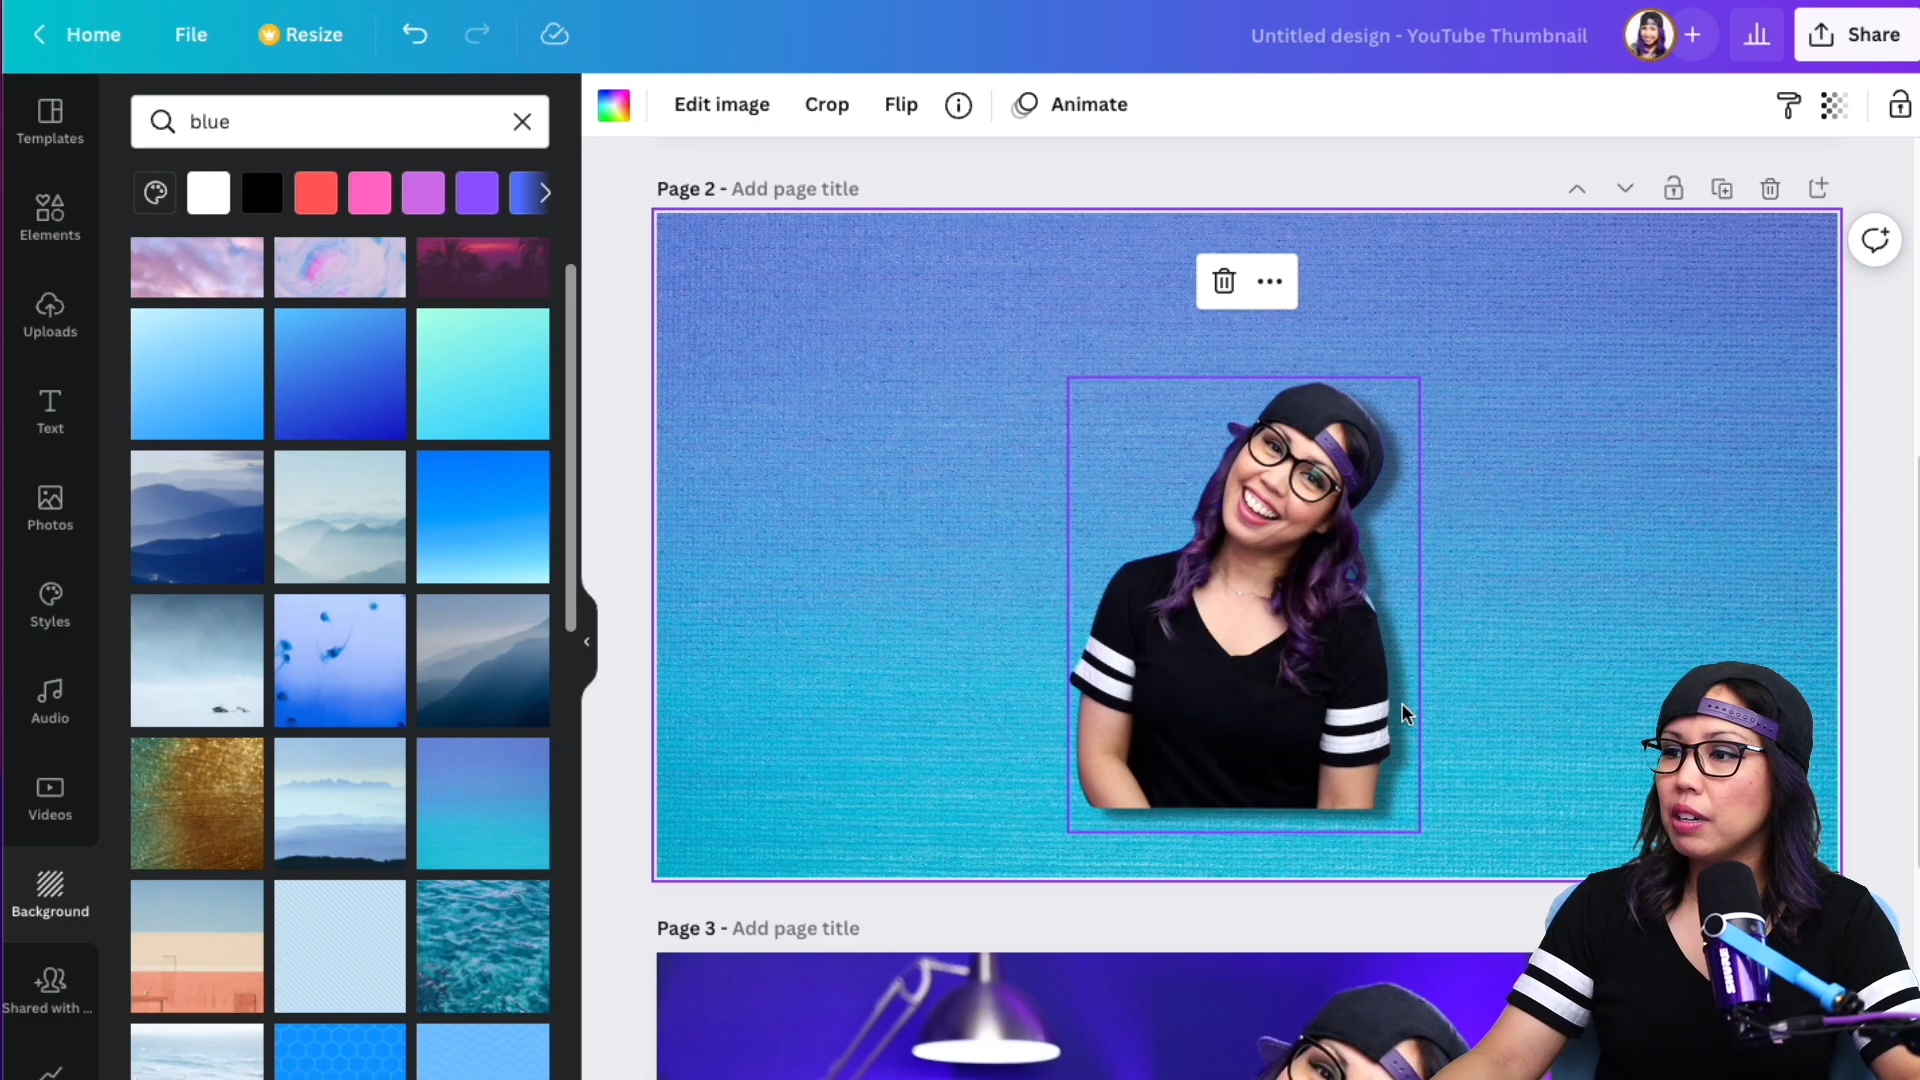 Home
File
Resize
Untitled design - YouTube Thumbnail
Share
Templates
Elements
Uploads
Text
Photos
Styles
Audio
Videos
Background
Shared with ...
blue
Edit image
Crop
Flip
Animate
Page 2 - Add page title
Page 3 - Add page title